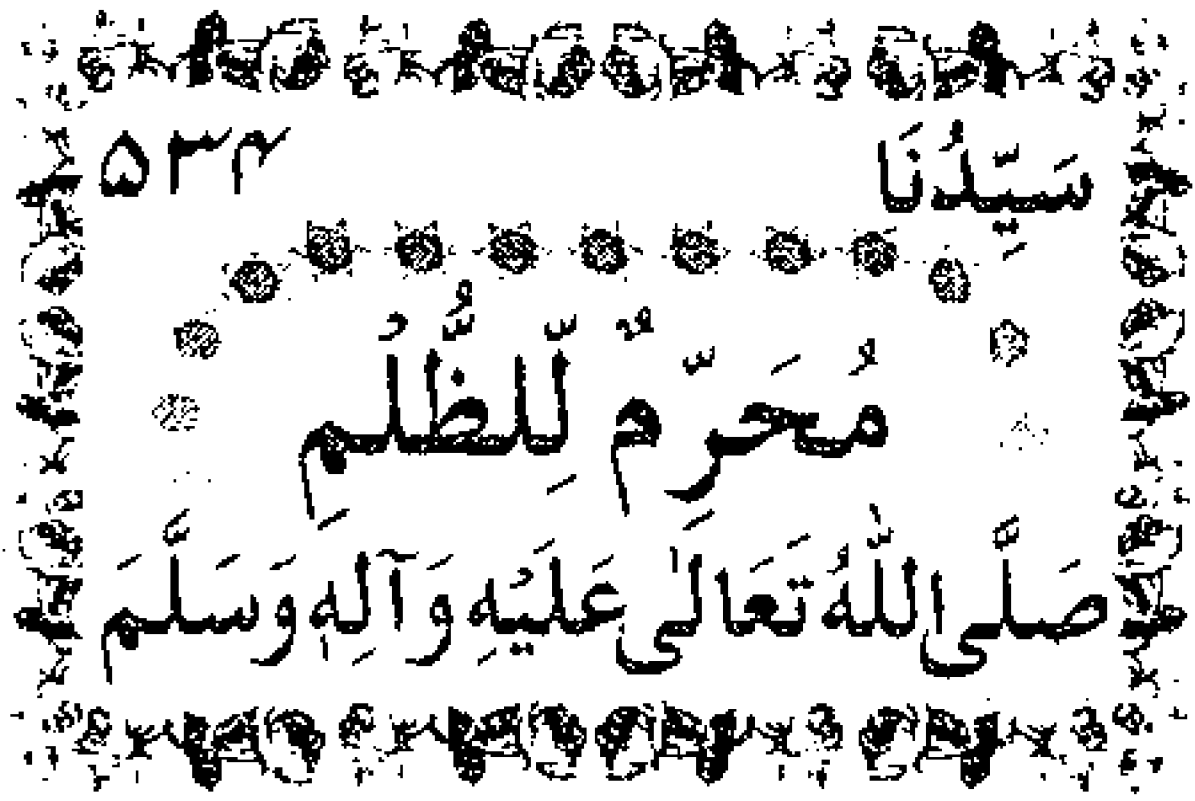 سَيِّدُنَا ۵۳۴
مُحَرِّمٌ لِّلظُّلْمِ
صَلَّى اللّٰهُ تَعَالٰى عَلَيْهِ وَآلِهٖ وَسَلَّمَ